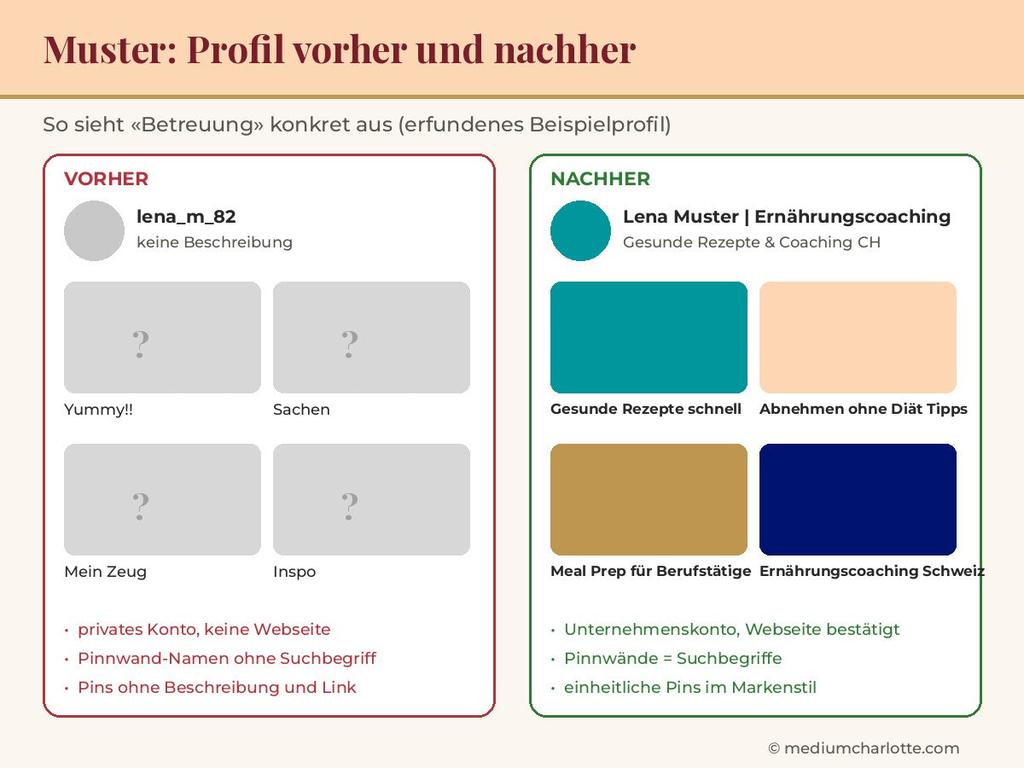 Muster: Profil vorher und nachher
So sieht «Betreuung» konkret aus (erfundenes Beispielprofil)
VORHER
lena_m_82
keine Beschreibung
?
?
Yummy!!
Sachen
?
?
Mein Zeug
Inspo
• privates Konto, keine Webseite
• Pinnwand-Namen ohne Suchbegriff
• Pins ohne Beschreibung und Link
NACHHER
Lena Muster | Ernährungscoaching
Gesunde Rezepte & Coaching CH
Gesunde Rezepte schnell
Abnehmen ohne Diät Tipps
Meal Prep für Berufstätige
Ernährungscoaching Schweiz
• Unternehmenskonto, Webseite bestätigt
• Pinnwände = Suchbegriffe
• einheitliche Pins im Markenstil
© mediumcharlotte.com